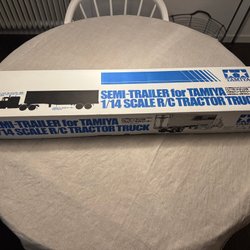 SEMI-TRAILER for TAMIYA
1/14 SCALE R/C TRACTOR TRUCK
TAMIYA
SEMI-TRAILER for TAMIYA
1/14 SCALE R/C TRACTOR TRUCK
TAMIYA